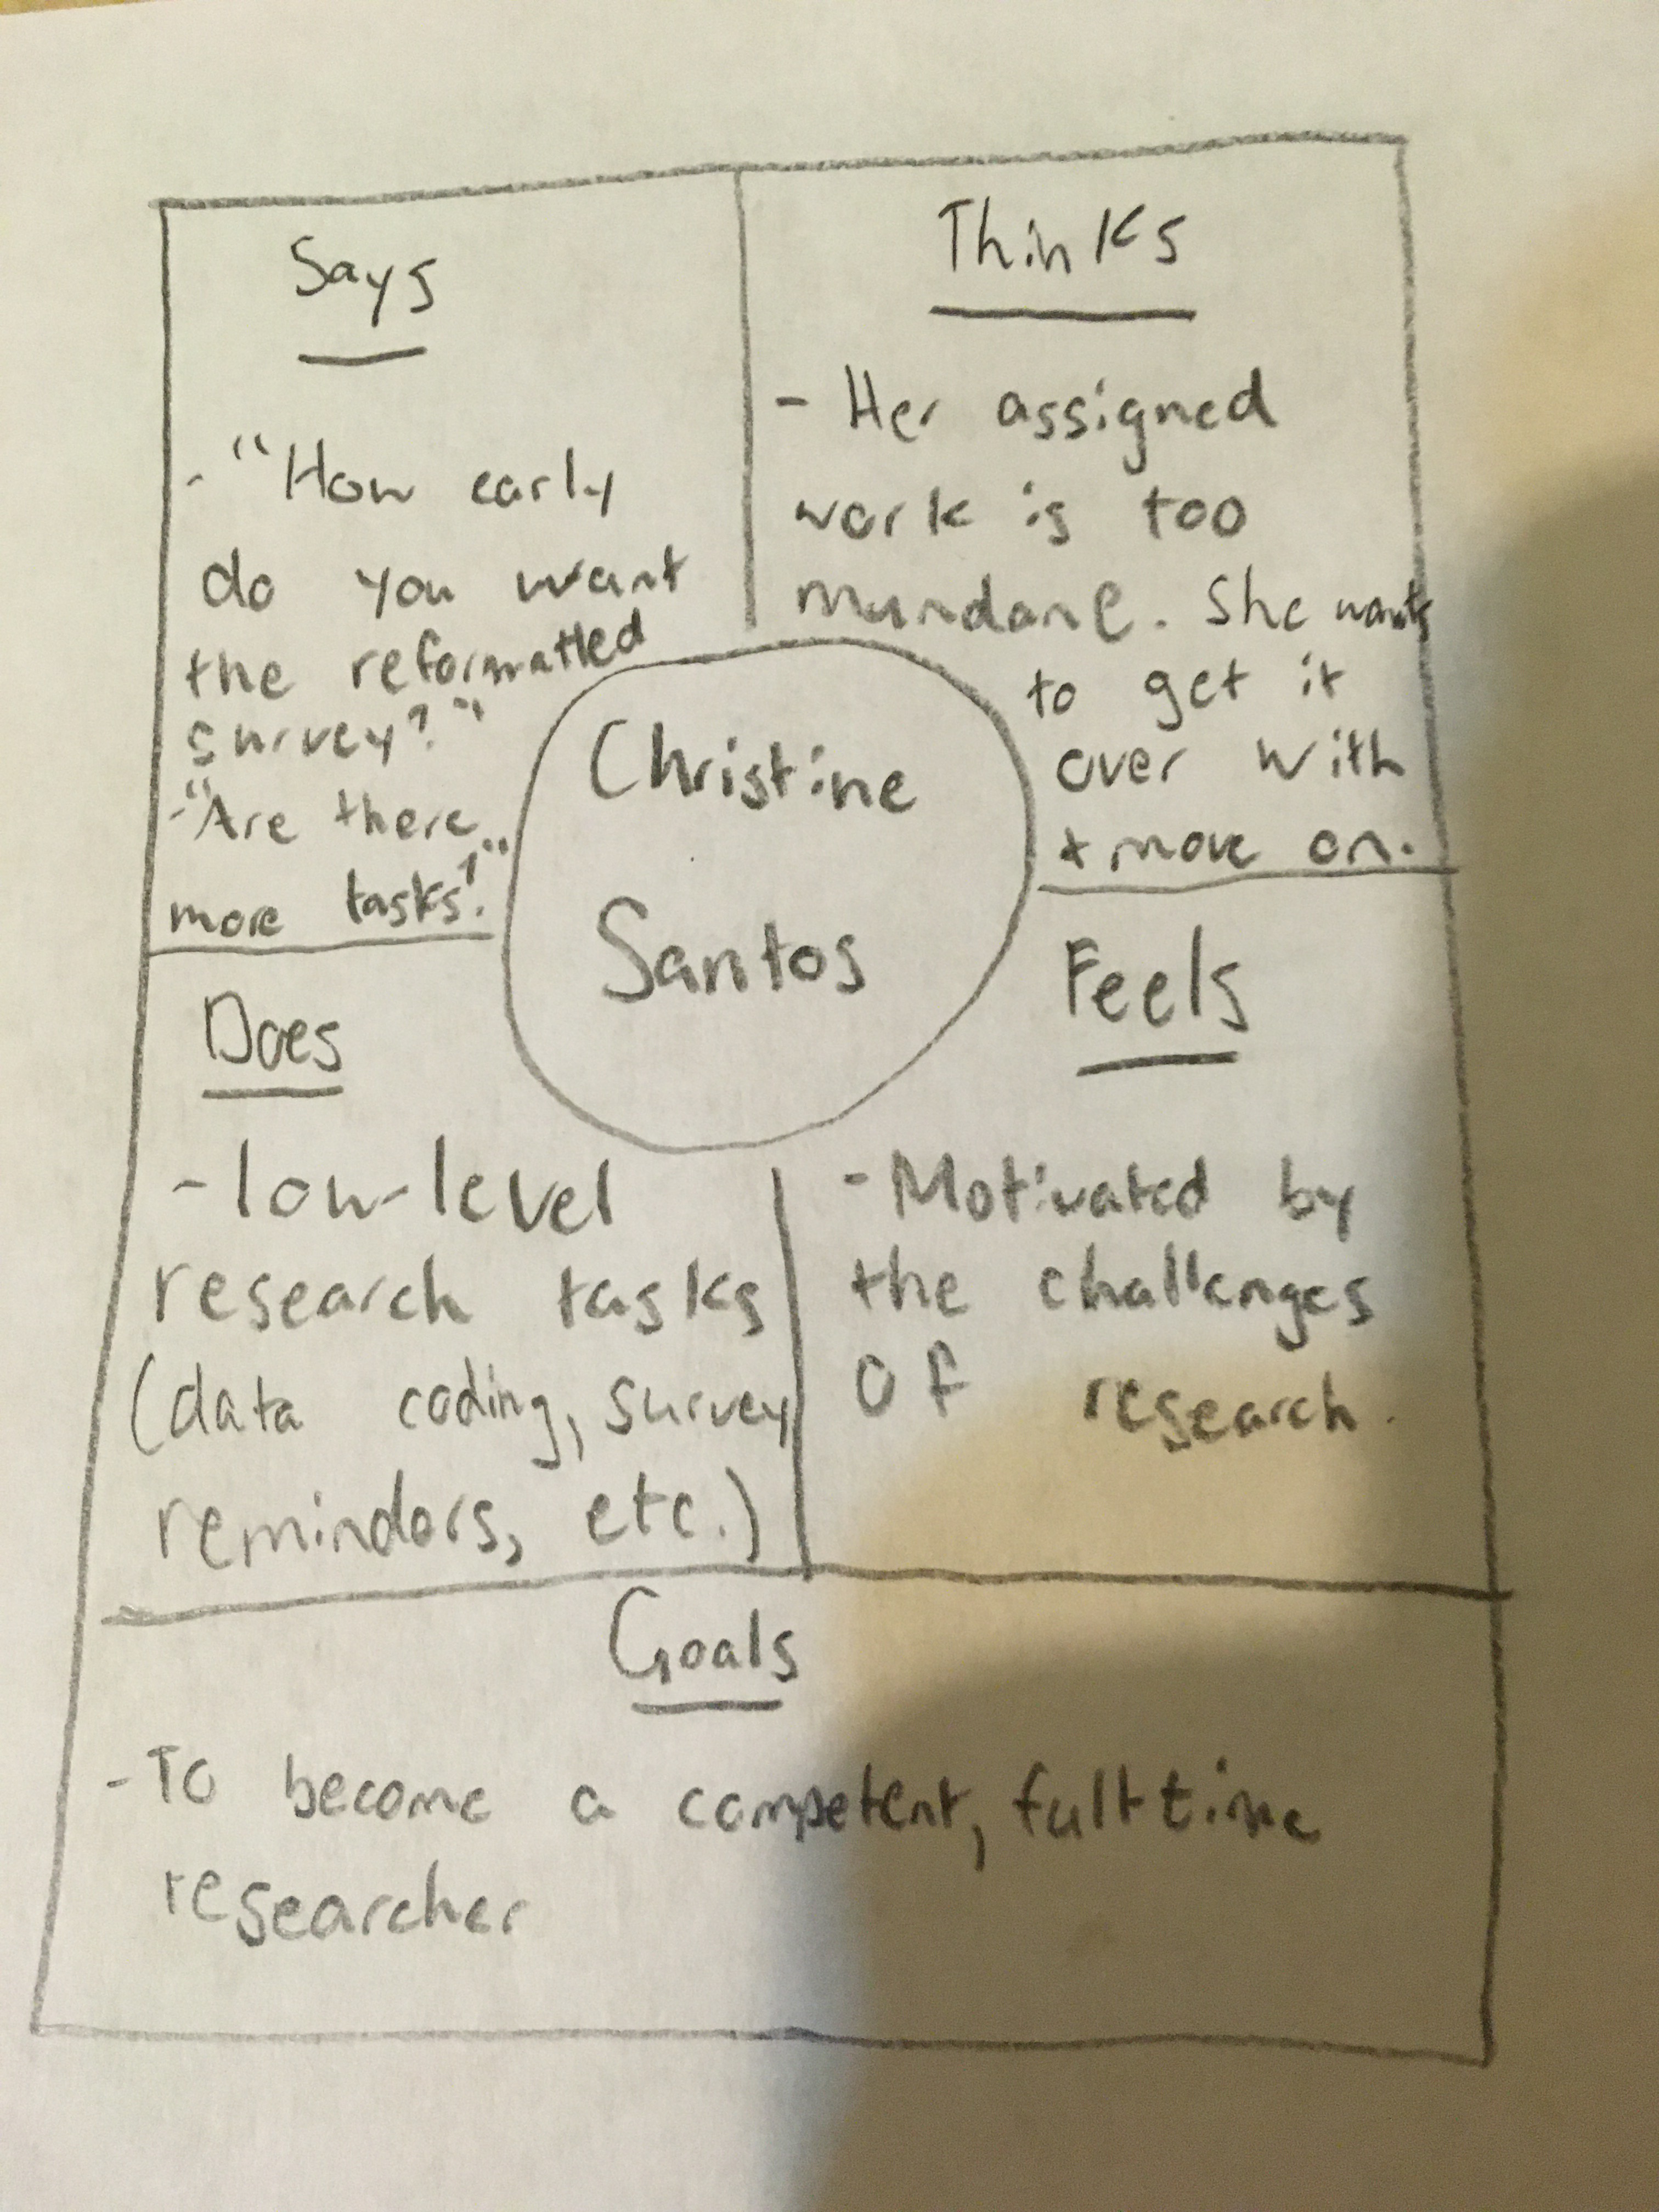 Says
- "How early
do you want
the reformatted
survey?"
- "Are there
more tasks?"
Thinks
- Her assigned
work is too
mundane. She wants
to get it
over with
+ move on.
Christine
Santos
Does
- low-level
research tasks
(data coding, survey
reminders, etc.)
Feels
- Motivated by
the challenges
of research.
Goals
- To become a competent, full-time
researcher